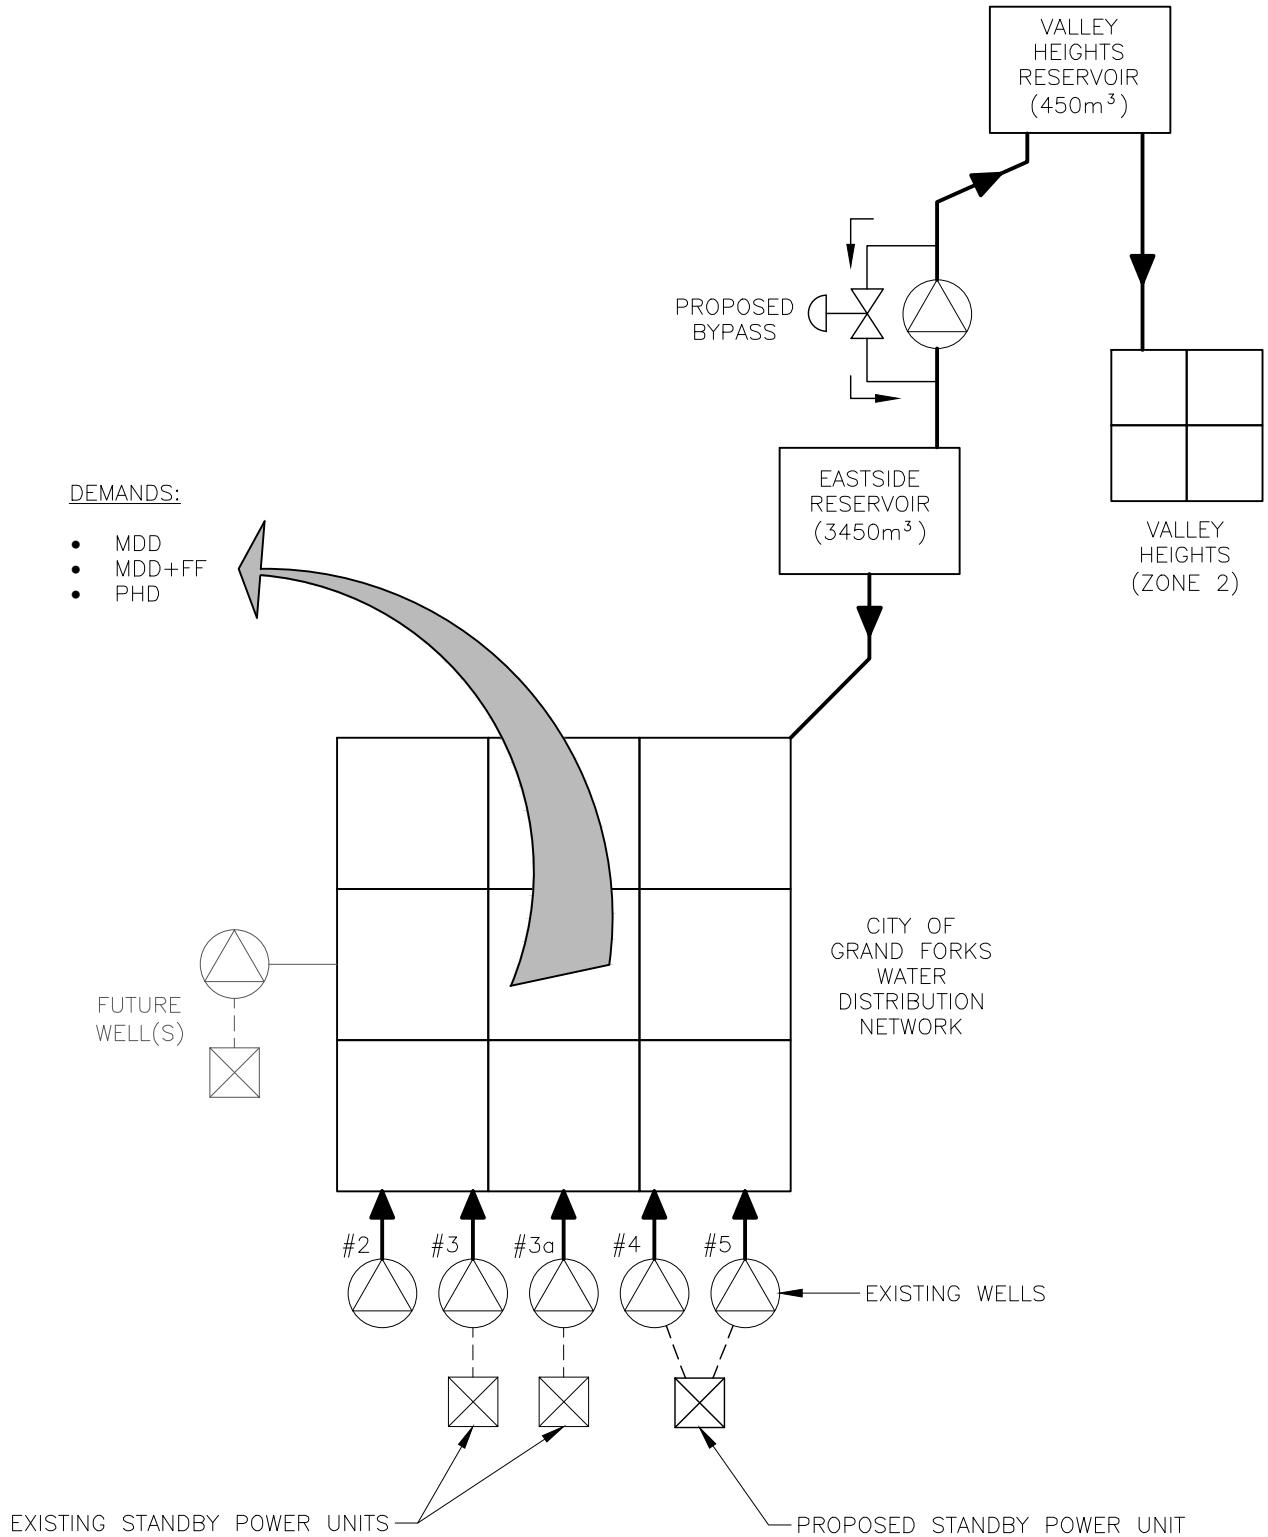 VALLEY
HEIGHTS
RESERVOIR
(450m³)
PROPOSED
BYPASS
EASTSIDE
RESERVOIR
(3450m³)
VALLEY
HEIGHTS
(ZONE 2)
DEMANDS:
• MDD
• MDD+FF
• PHD
CITY OF
GRAND FORKS
WATER
DISTRIBUTION
NETWORK
FUTURE
WELL(S)
#2 #3 #3a #4 #5
EXISTING WELLS
EXISTING STANDBY POWER UNITS
PROPOSED STANDBY POWER UNIT